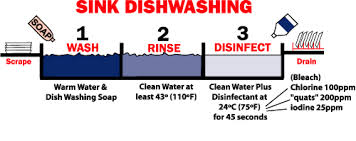 SINK DISHWASHING
SOAP
1
WASH
2
RINSE
3
DISINFECT
Scrape
Drain
Warm Water &
Dish Washing Soap
Clean Water at
least 43º (110ºF)
Clean Water Plus
Disinfectant at
24ºC (75ºF)
for 45 seconds
(Bleach)
Chlorine 100ppm
"quats" 200ppm
iodine 25ppm